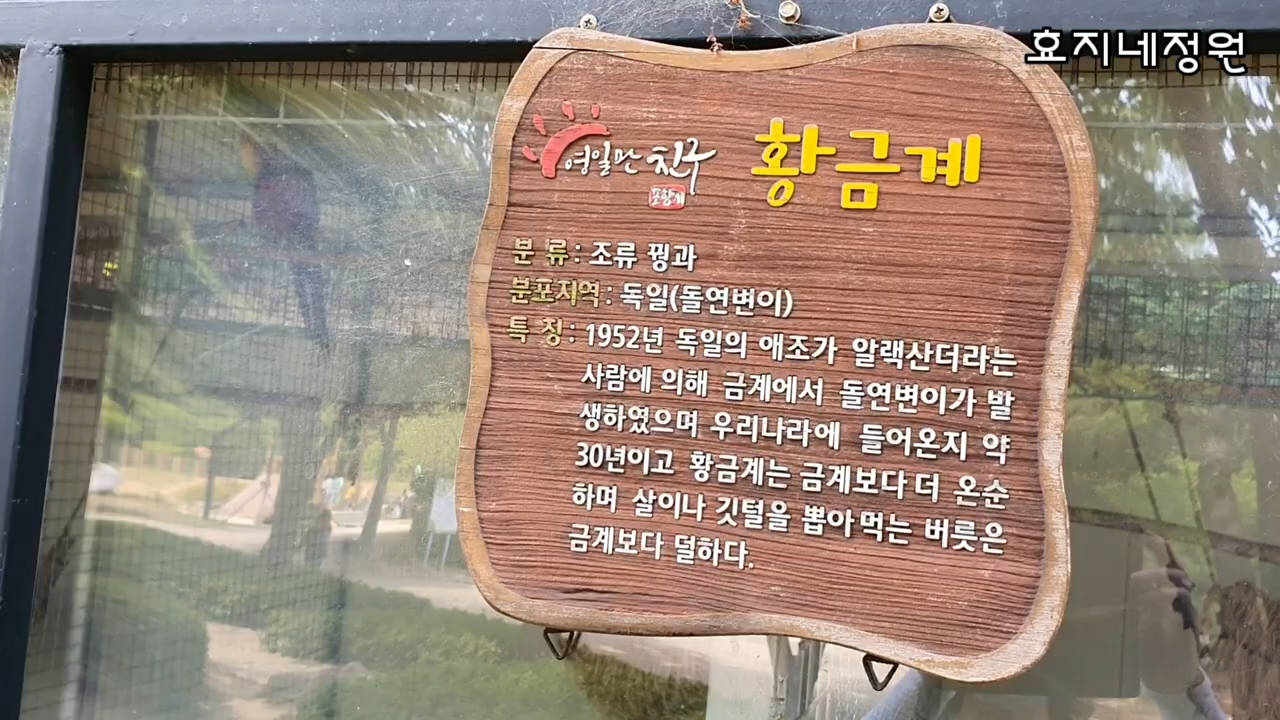 효지네정원
영일만 친구
포항시
황금계
분 류 : 조류 꿩과
분포지역 : 독일(돌연변이)
특 징 : 1952년 독일의 애조가 알랙산더라는
사람에 의해 금계에서 돌연변이가 발
생하였으며 우리나라에 들어온지 약
30년이고 황금계는 금계보다 더 온순
하며 살이나 깃털을 뽑아먹는 버릇은
금계보다 덜하다.